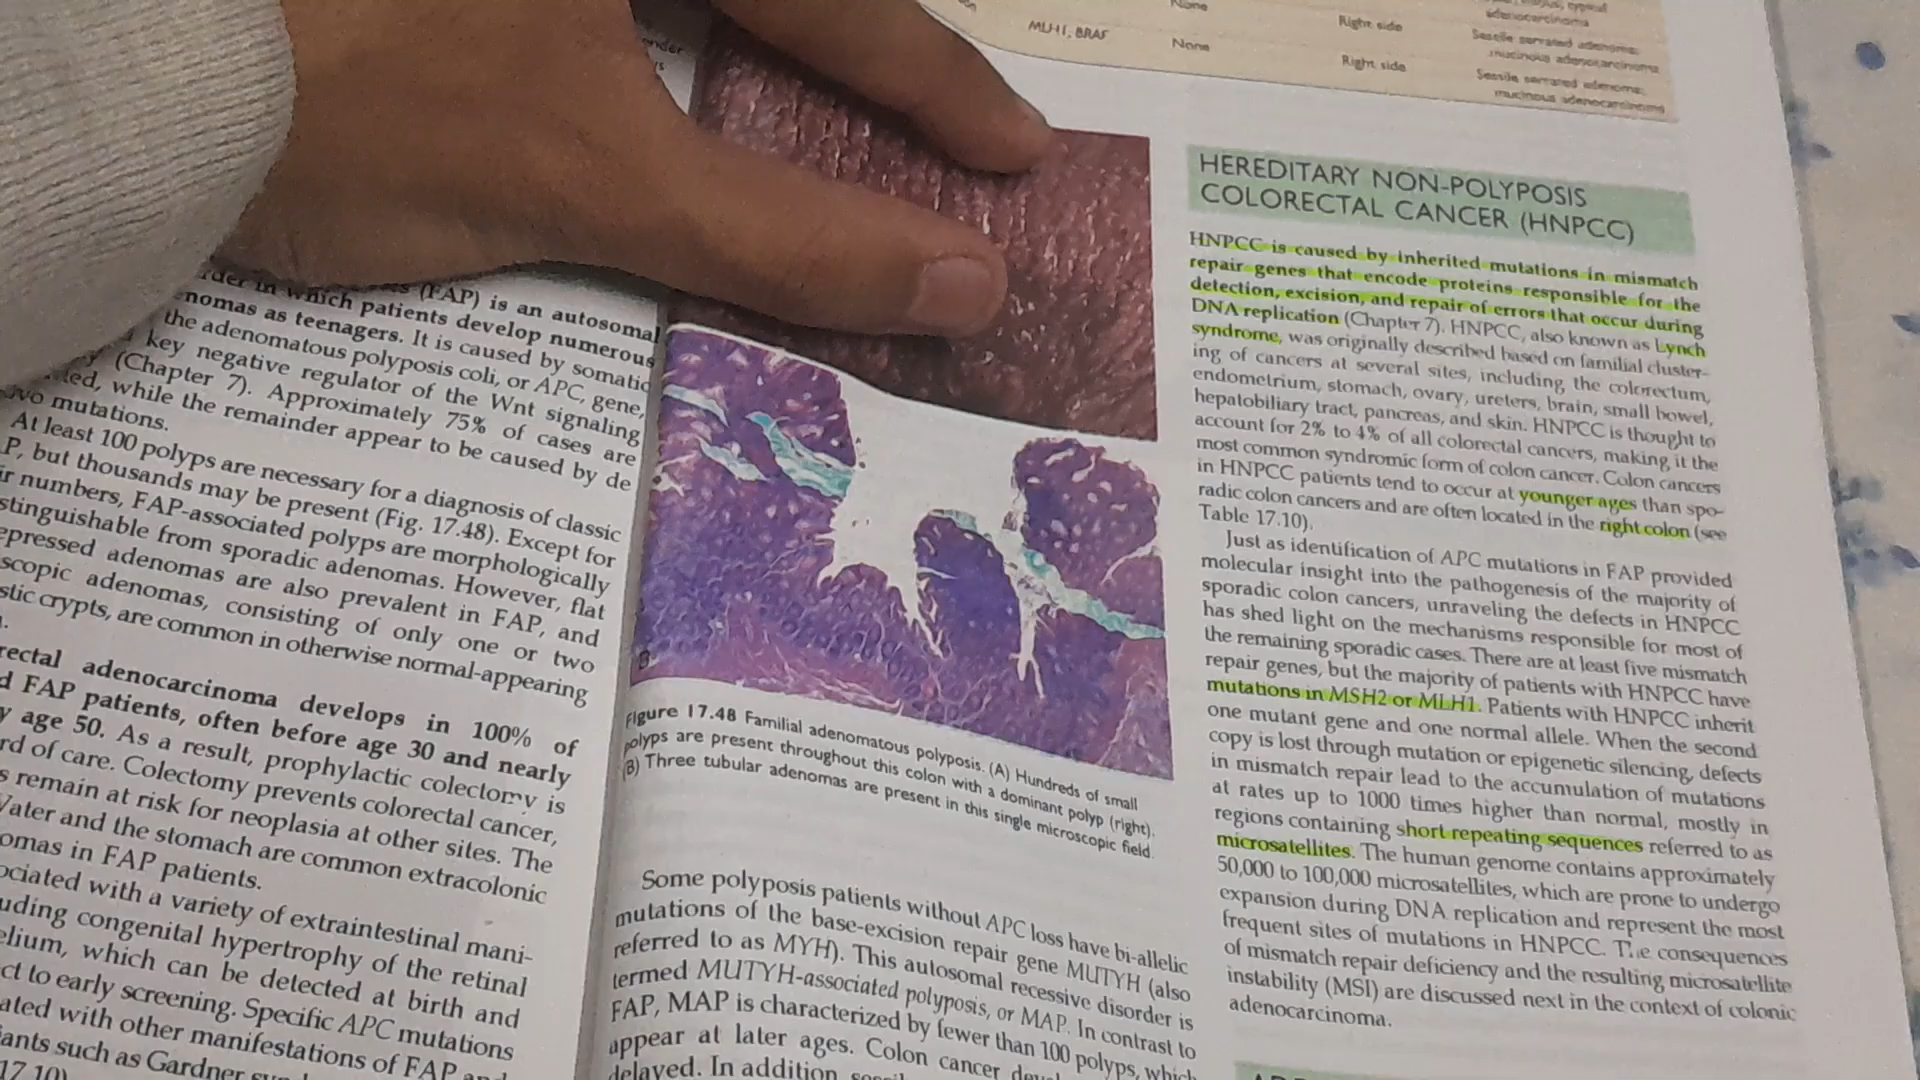 None
MLH1, BRAF
Right side
adenocarcinoma
None
Sessile serrated adenoma;
mucinous adenocarcinoma
Right side
Sessile serrated adenoma;
mucinous adenocarcinoma
(FAP) is an autosomal
in which patients develop numerous
nomas as teenagers. It is caused by somatic
the adenomatous polyposis coli, or APC, gene,
key negative regulator of the Wnt signaling
(Chapter 7). Approximately 75% of cases are
ted, while the remainder appear to be caused by de
vo mutations.
At least 100 polyps are necessary for a diagnosis of classic
P, but thousands may be present (Fig. 17.48). Except for
ir numbers, FAP-associated polyps are morphologically
stinguishable from sporadic adenomas. However, flat
epressed adenomas are also prevalent in FAP, and
scopic adenomas, consisting of only one or two
stic crypts, are common in otherwise normal-appearing
rectal adenocarcinoma develops in 100% of
d FAP patients, often before age 30 and nearly
y age 50. As a result, prophylactic colectomy is
rd of care. Colectomy prevents colorectal cancer,
s remain at risk for neoplasia at other sites. The
Vater and the stomach are common extracolonic
omas in FAP patients.
ociated with a variety of extraintestinal mani-
uding congenital hypertrophy of the retinal
elium, which can be detected at birth and
ct to early screening. Specific APC mutations
ated with other manifestations of FAP and
ants such as Gardner
17.10)
B
Figure 17.48 Familial adenomatous polyposis. (A) Hundreds of small
polyps are present throughout this colon with a dominant polyp (right).
(B) Three tubular adenomas are present in this single microscopic field.
Some polyposis patients without APC loss have bi-allelic
mutations of the base-excision repair gene MUTYH (also
referred to as MYH). This autosomal recessive disorder is
termed MUTYH-associated polyposis, or MAP. In contrast to
FAP, MAP is characterized by fewer than 100 polyps, which
appear at later ages. Colon cancer
delayed. In addition
HEREDITARY NON-POLYPOSIS
COLORECTAL CANCER (HNPCC)
HNPCC is caused by inherited mutations in mismatch
repair genes that encode proteins responsible for the
detection, excision, and repair of errors that occur during
DNA replication (Chapter 7). HNPCC, also known as Lynch
syndrome, was originally described based on familial cluster-
ing of cancers at several sites, including the colorectum,
endometrium, stomach, ovary, ureters, brain, small bowel,
hepatobiliary tract, pancreas, and skin. HNPCC is thought to
account for 2% to 4% of all colorectal cancers, making it the
most common syndromic form of colon cancer. Colon cancers
in HNPCC patients tend to occur at younger ages than spo-
radic colon cancers and are often located in the right colon (see
Table 17.10).
Just as identification of APC mutations in FAP provided
molecular insight into the pathogenesis of the majority of
sporadic colon cancers, unraveling the defects in HNPCC
has shed light on the mechanisms responsible for most of
the remaining sporadic cases. There are at least five mismatch
repair genes, but the majority of patients with HNPCC have
mutations in MSH2 or MLH1. Patients with HNPCC inherit
one mutant gene and one normal allele. When the second
copy is lost through mutation or epigenetic silencing, defects
in mismatch repair lead to the accumulation of mutations
at rates up to 1000 times higher than normal, mostly in
regions containing short repeating sequences referred to as
microsatellites. The human genome contains approximately
50,000 to 100,000 microsatellites, which are prone to undergo
expansion during DNA replication and represent the most
frequent sites of mutations in HNPCC. The consequences
of mismatch repair deficiency and the resulting microsatellite
instability (MSI) are discussed next in the context of colonic
adenocarcinoma.